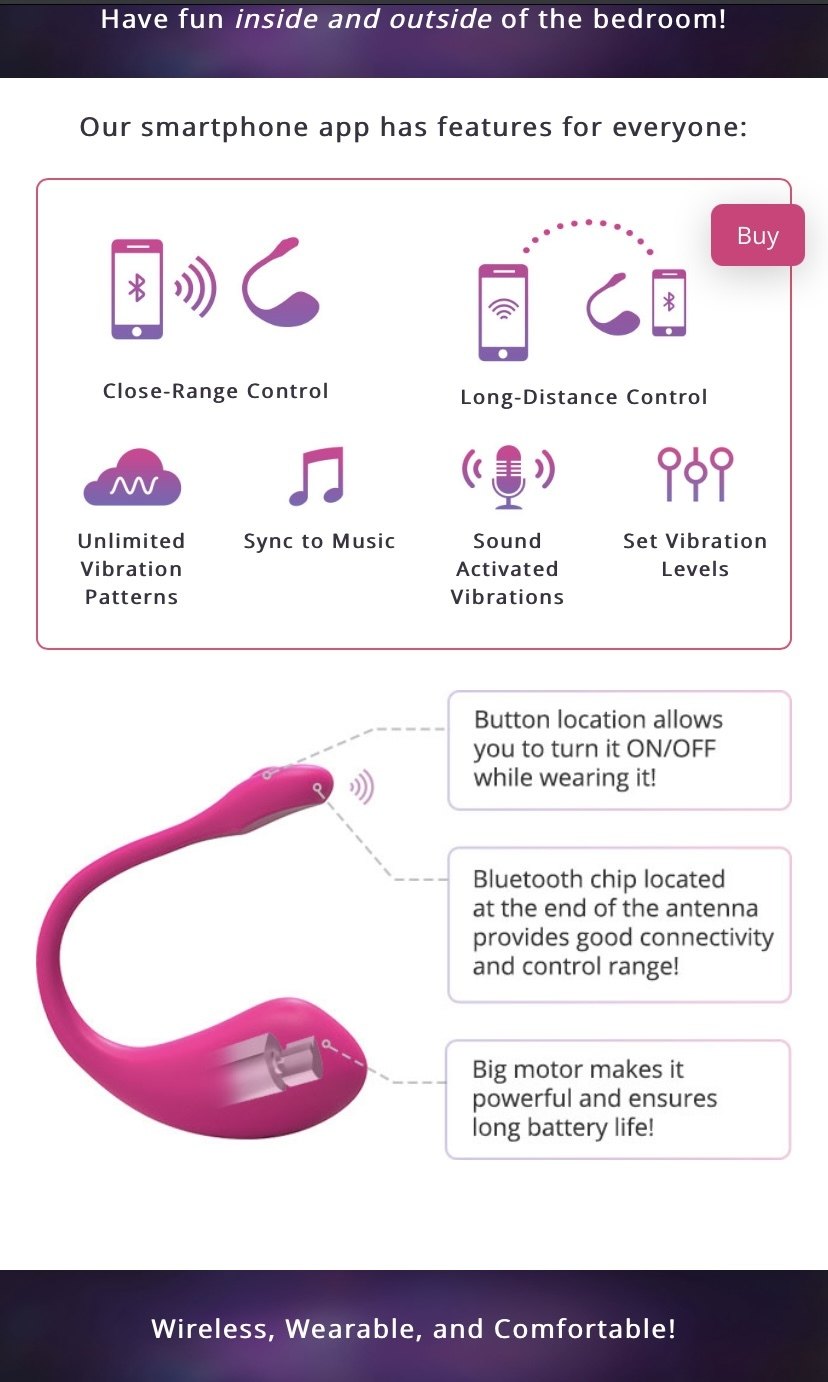 Have fun inside and outside of the bedroom!
Our smartphone app has features for everyone:
Buy
Close-Range Control
Long-Distance Control
Unlimited
Vibration
Patterns
Sync to Music
Sound
Activated
Vibrations
Set Vibration
Levels
Button location allows
you to turn it ON/OFF
while wearing it!
Bluetooth chip located
at the end of the antenna
provides good connectivity
and control range!
Big motor makes it
powerful and ensures
long battery life!
Wireless, Wearable, and Comfortable!